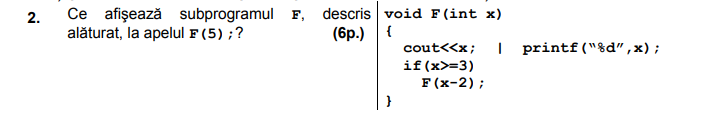 2. Ce afişează subprogramul F, descris
alăturat, la apelul F(5);? (6p.)
void F(int x)
{
cout<<x; | printf("%d",x);
if(x>=3)
F(x-2);
}